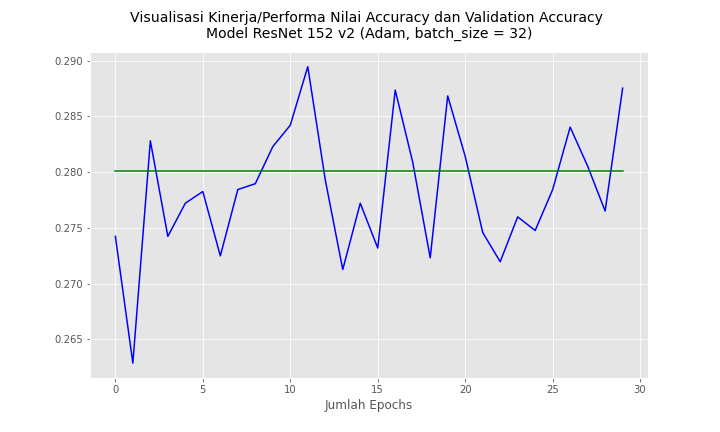 Visualisasi Kinerja/Performa Nilai Accuracy dan Validation Accuracy
Model ResNet 152 v2 (Adam, batch_size = 32)
0.290
0.285
0.280
0.275
0.270
0.265
0 5 10 15 20 25 30
Jumlah Epochs